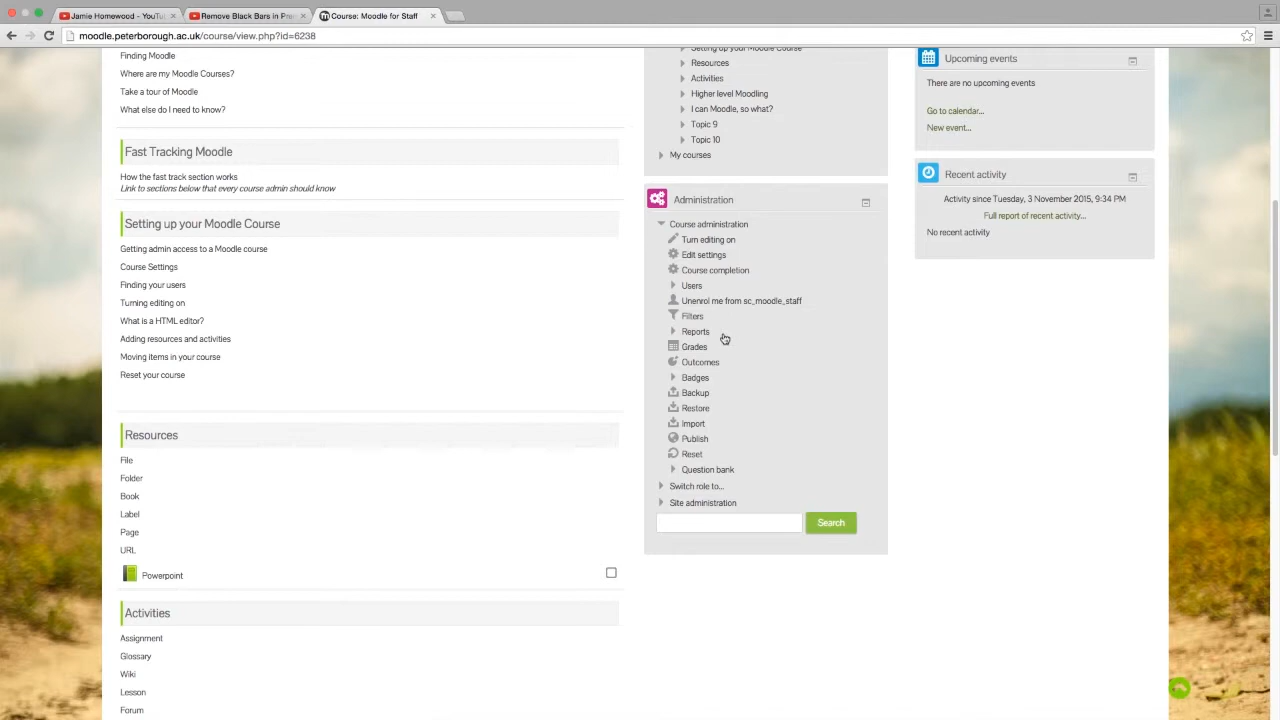 Jamie Homewood - YouTu
Remove Black Bars in Pre
Course: Moodle for Staff
moodle.peterborough.ac.uk/course/view.php?id=6238
Finding Moodle
Where are my Moodle Courses?
Take a tour of Moodle
What else do I need to know?
Fast Tracking Moodle
How the fast track section works
Link to sections below that every course admin should know
Setting up your Moodle Course
Getting admin access to a Moodle course
Course Settings
Finding your users
Turning editing on
What is a HTML editor?
Adding resources and activities
Moving items in your course
Reset your course
Resources
File
Folder
Book
Label
Page
URL
Powerpoint
Activities
Assignment
Glossary
Wiki
Lesson
Forum
Setting up your Moodle Course
Resources
Activities
Higher level Moodling
I can Moodle, so what?
Topic 9
Topic 10
My courses
Administration
Course administration
Turn editing on
Edit settings
Course completion
Users
Unenrol me from sc_moodle_staff
Filters
Reports
Grades
Outcomes
Badges
Backup
Restore
Import
Publish
Reset
Question bank
Switch role to...
Site administration
Search
Upcoming events
There are no upcoming events
Go to calendar...
New event...
Recent activity
Activity since Tuesday, 3 November 2015, 9:34 PM
Full report of recent activity...
No recent activity